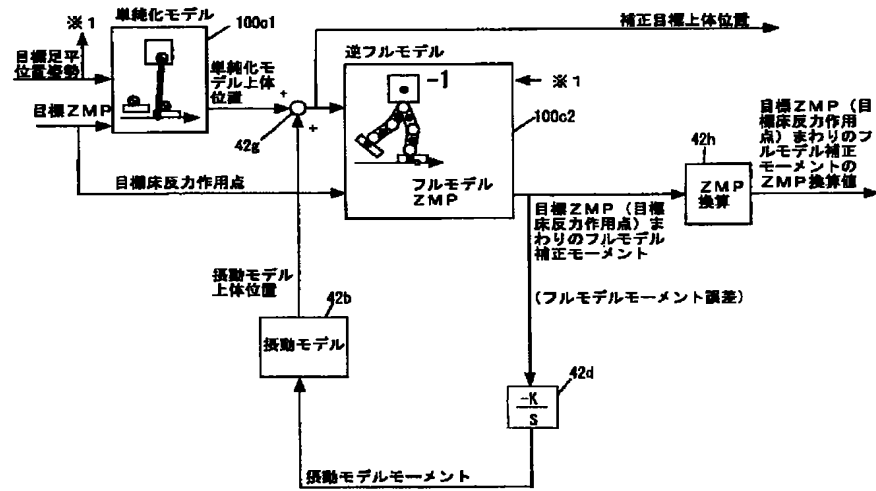 単純化モデル
100c1
※1
目標足平
位置姿勢
目標ZMP
単純化モ
デル上体
位置
+
+
42g
補正目標上体位置
逆フルモデル
-1
※1
100c2
フルモデル
ZMP
目標床反力作用点
42h
ZMP
換算
目標ZMP(目
標床反力作用
点)まわりのフ
ルモデル補正
モーメントの
ZMP換算値
目標ZMP(目標
床反力作用点)ま
わりのフルモデル
補正モーメント
(フルモデルモーメント誤差)
摂動モデル
上体位置
42b
摂動モデル
42d
-K
S
摂動モデルモーメント